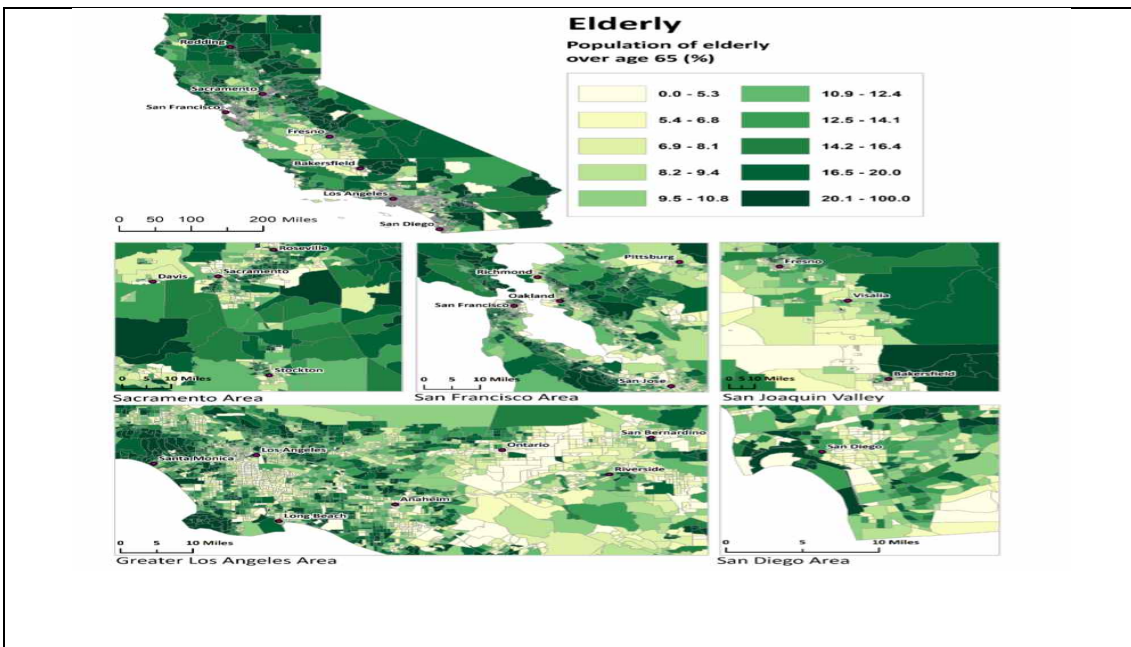 Elderly
Population of elderly
over age 65 (%)
0.0 - 5.3
5.4 - 6.8
6.9 - 8.1
8.2 - 9.4
9.5 - 10.8
10.9 - 12.4
12.5 - 14.1
14.2 - 16.4
16.5 - 20.0
20.1 - 100.0
Redding
Sacramento
San Francisco
Fresno
Bakersfield
Los Angeles
San Diego
0 50 100 200 Miles
Roseville
Davis
Sacramento
Stockton
0 5 10 Miles
Sacramento Area
Pittsburg
Richmond
Oakland
San Francisco
San Jose
0 5 10 Miles
San Francisco Area
Fresno
Visalia
Bakersfield
0 5 10 Miles
San Joaquin Valley
San Bernardino
Ontario
Los Angeles
Santa Monica
Riverside
Anaheim
Long Beach
0 5 10 Miles
Greater Los Angeles Area
San Diego
0 5 10 Miles
San Diego Area